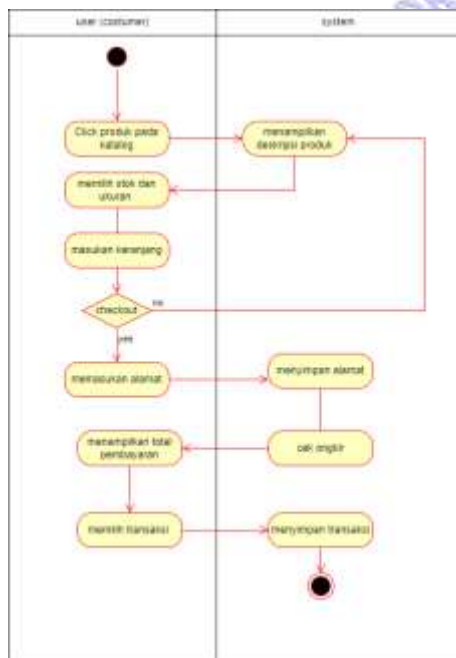 user (costumer)
system
Click produk pada
katalog
menampilkan
deskripsi produk
memilih stok dan
ukuran
masukan keranjang
checkout
no
yes
memasukan alamat
menyimpan alamat
menampilkan total
pembayaran
cek ongkir
memilih transaksi
menyimpan transaksi